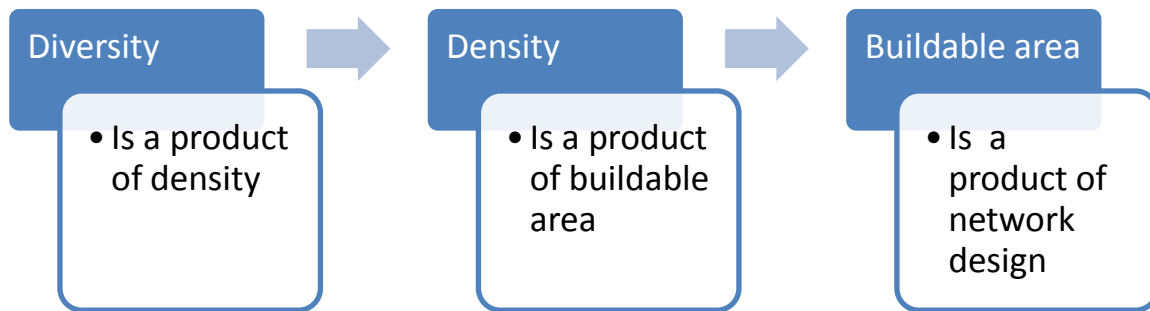 Diversity
• Is a product
of density
Density
• Is a product
of buildable
area
Buildable area
• Is a
product of
network
design